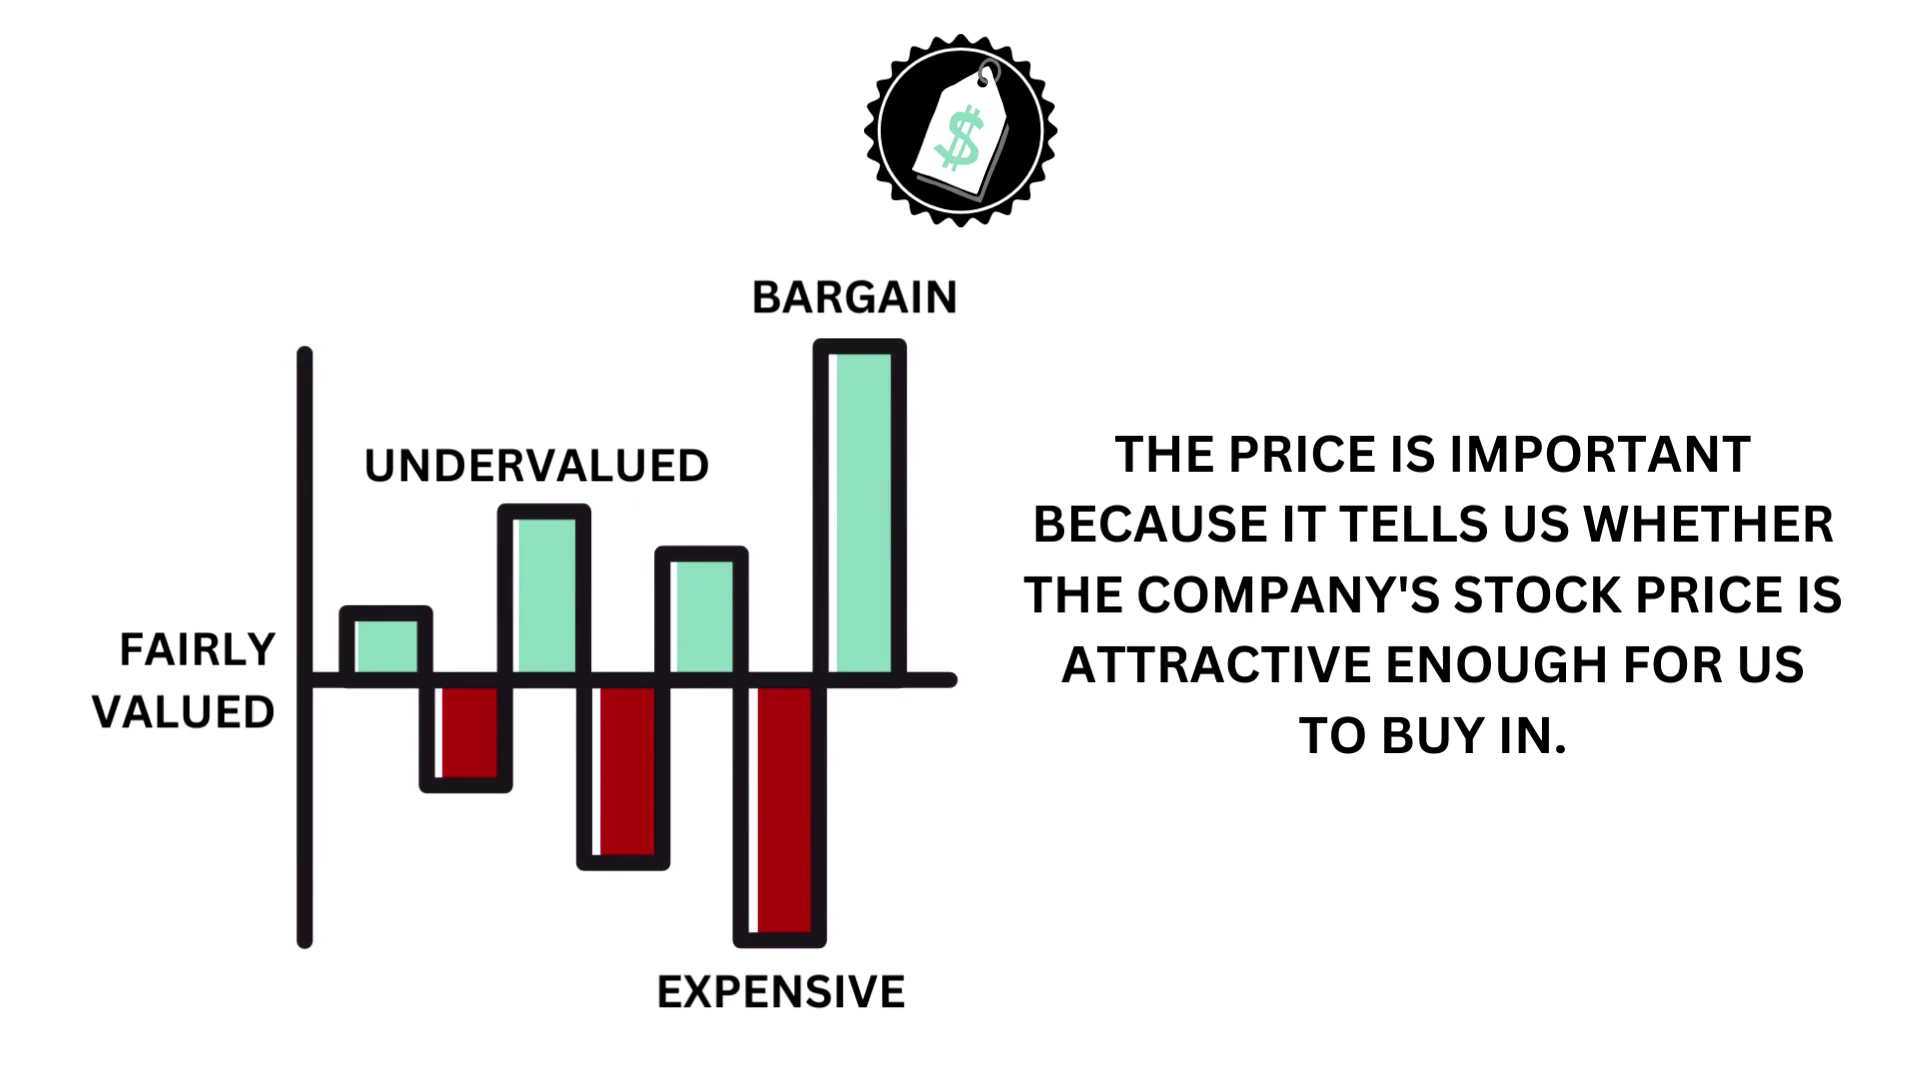 $
BARGAIN
UNDERVALUED
FAIRLY
VALUED
EXPENSIVE
THE PRICE IS IMPORTANT
BECAUSE IT TELLS US WHETHER
THE COMPANY'S STOCK PRICE IS
ATTRACTIVE ENOUGH FOR US
TO BUY IN.